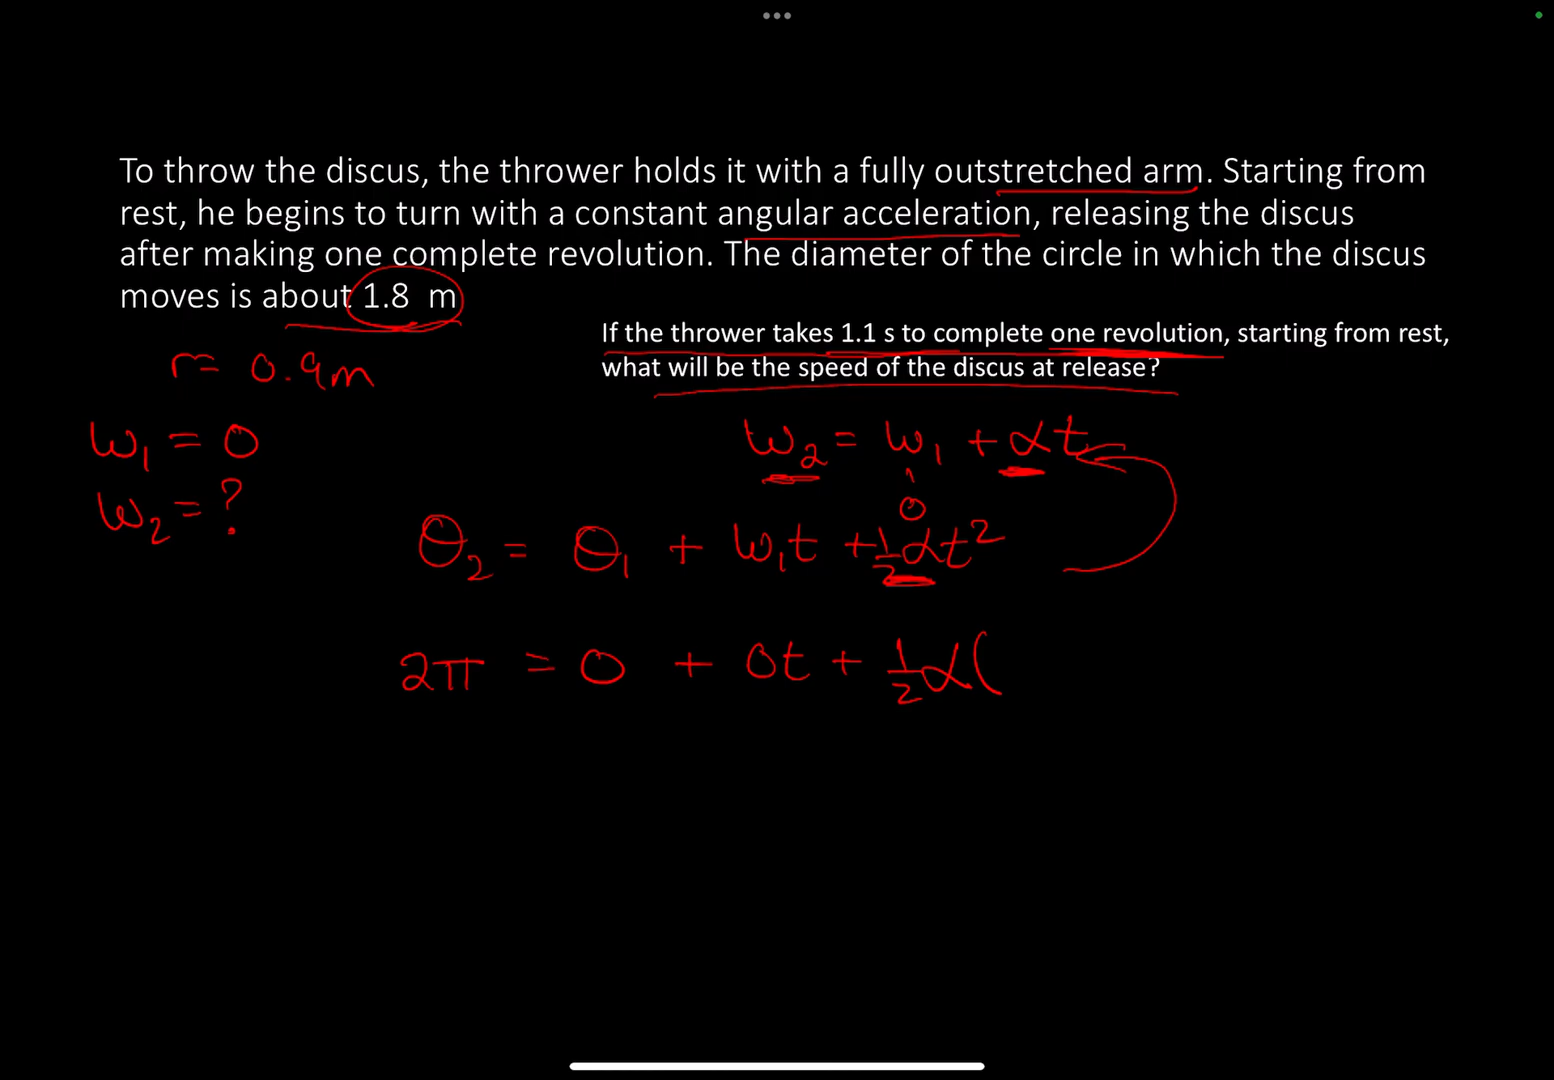 To throw the discus, the thrower holds it with a fully outstretched arm. Starting from
rest, he begins to turn with a constant angular acceleration, releasing the discus
after making one complete revolution. The diameter of the circle in which the discus
moves is about 1.8 m
If the thrower takes 1.1 s to complete one revolution, starting from rest,
what will be the speed of the discus at release?
r= 0.9m
ω₁ = 0
ω₂ = ?
ω₂ = ω₁ + αt
0
θ₂ = θ₁ + ω₁t + ½αt²
2π = 0 + 0t + ½α(